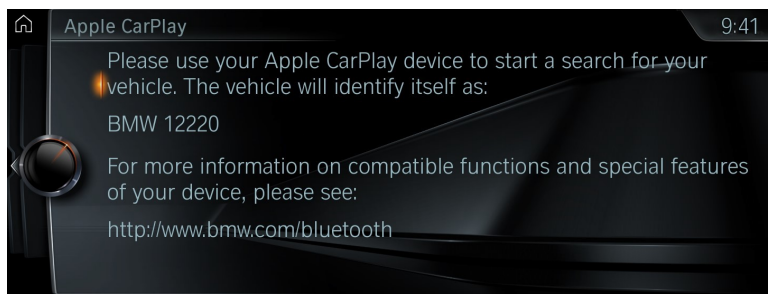 Apple CarPlay
9:41
Please use your Apple CarPlay device to start a search for your
vehicle. The vehicle will identify itself as:
BMW 12220
For more information on compatible functions and special features
of your device, please see:
http://www.bmw.com/bluetooth